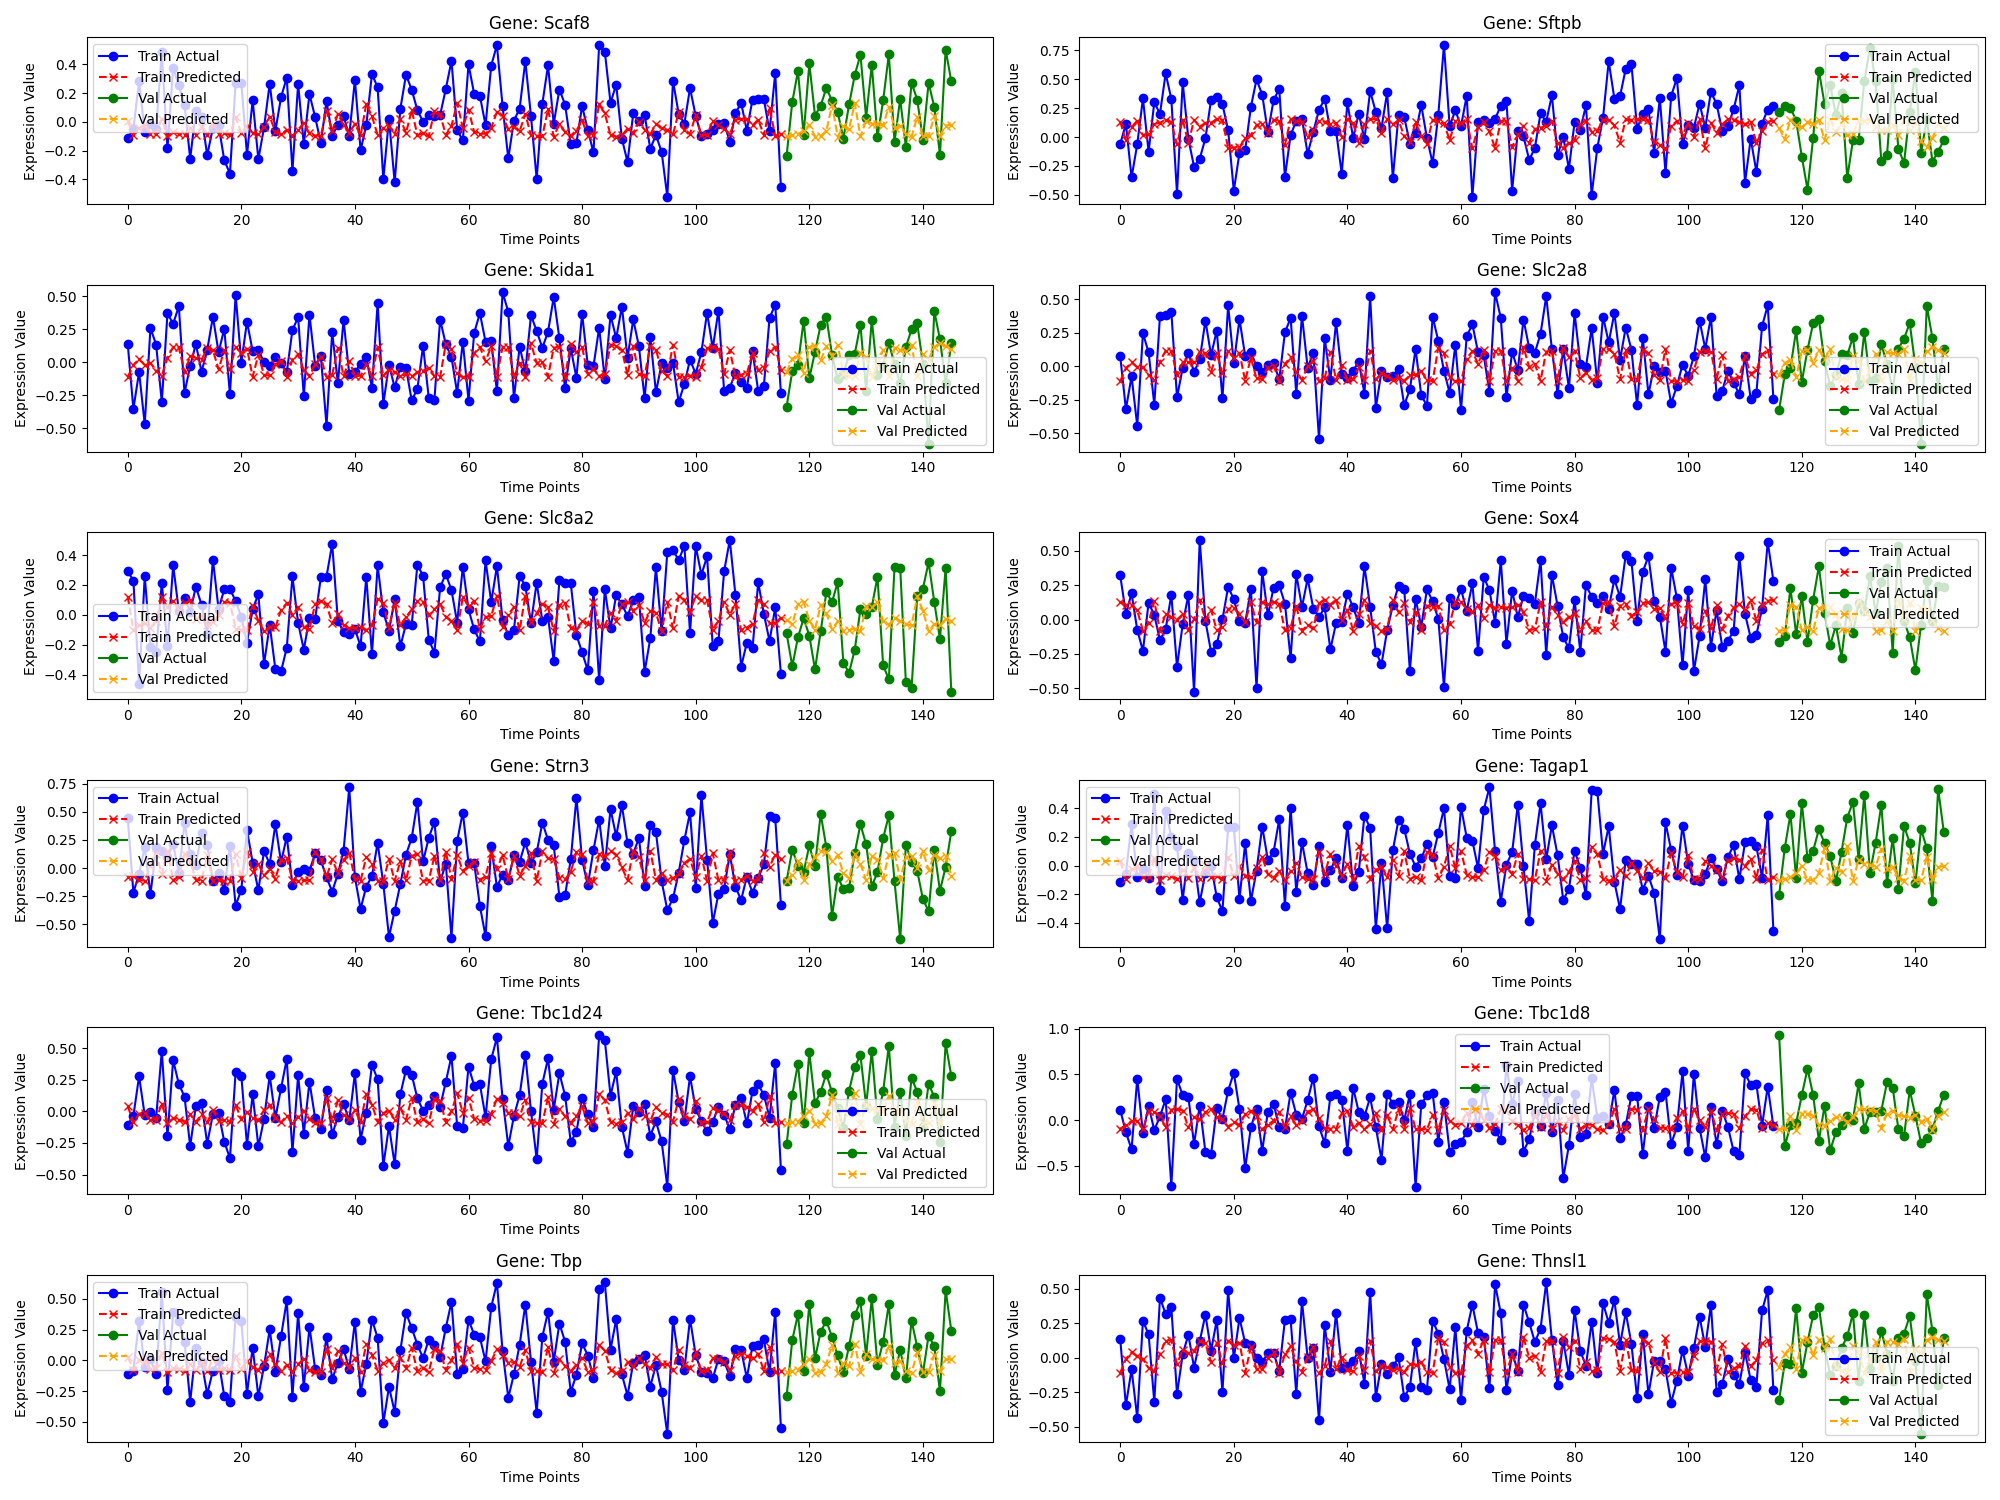 Gene: Scaf8
Expression Value
0.4
0.2
0.0
−0.2
−0.4
Train Actual
Train Predicted
Val Actual
Val Predicted
0 20 40 60 80 100 120 140
Time Points
Gene: Sftpb
Expression Value
0.75
0.50
0.25
0.00
−0.25
−0.50
Train Actual
Train Predicted
Val Actual
Val Predicted
0 20 40 60 80 100 120 140
Time Points
Gene: Skida1
Expression Value
0.50
0.25
0.00
−0.25
−0.50
Train Actual
Train Predicted
Val Actual
Val Predicted
0 20 40 60 80 100 120 140
Time Points
Gene: Slc2a8
Expression Value
0.50
0.25
0.00
−0.25
−0.50
Train Actual
Train Predicted
Val Actual
Val Predicted
0 20 40 60 80 100 120 140
Time Points
Gene: Slc8a2
Expression Value
0.4
0.2
0.0
−0.2
−0.4
Train Actual
Train Predicted
Val Actual
Val Predicted
0 20 40 60 80 100 120 140
Time Points
Gene: Sox4
Expression Value
0.50
0.25
0.00
−0.25
−0.50
Train Actual
Train Predicted
Val Actual
Val Predicted
0 20 40 60 80 100 120 140
Time Points
Gene: Strn3
Expression Value
0.75
0.50
0.25
0.00
−0.25
−0.50
Train Actual
Train Predicted
Val Actual
Val Predicted
0 20 40 60 80 100 120 140
Time Points
Gene: Tagap1
Expression Value
0.4
0.2
0.0
−0.2
−0.4
Train Actual
Train Predicted
Val Actual
Val Predicted
0 20 40 60 80 100 120 140
Time Points
Gene: Tbc1d24
Expression Value
0.50
0.25
0.00
−0.25
−0.50
Train Actual
Train Predicted
Val Actual
Val Predicted
0 20 40 60 80 100 120 140
Time Points
Gene: Tbc1d8
Expression Value
1.0
0.5
0.0
−0.5
Train Actual
Train Predicted
Val Actual
Val Predicted
0 20 40 60 80 100 120 140
Time Points
Gene: Tbp
Expression Value
0.50
0.25
0.00
−0.25
−0.50
Train Actual
Train Predicted
Val Actual
Val Predicted
0 20 40 60 80 100 120 140
Time Points
Gene: Thnsl1
Expression Value
0.50
0.25
0.00
−0.25
−0.50
Train Actual
Train Predicted
Val Actual
Val Predicted
0 20 40 60 80 100 120 140
Time Points